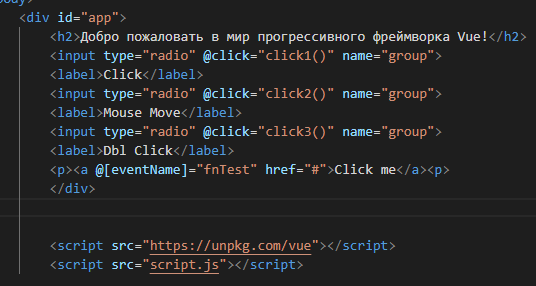 body>
<div id="app">
<h2>Добро пожаловать в мир прогрессивного фреймворка Vue!</h2>
<input type="radio" @click="click1()" name="group">
<label>Click</label>
<input type="radio" @click="click2()" name="group">
<label>Mouse Move</label>
<input type="radio" @click="click3()" name="group">
<label>Dbl Click</label>
<p><a @[eventName]="fnTest" href="#">Click me</a><p>
</div>
<script src="https://unpkg.com/vue"></script>
<script src="script.js"></script>